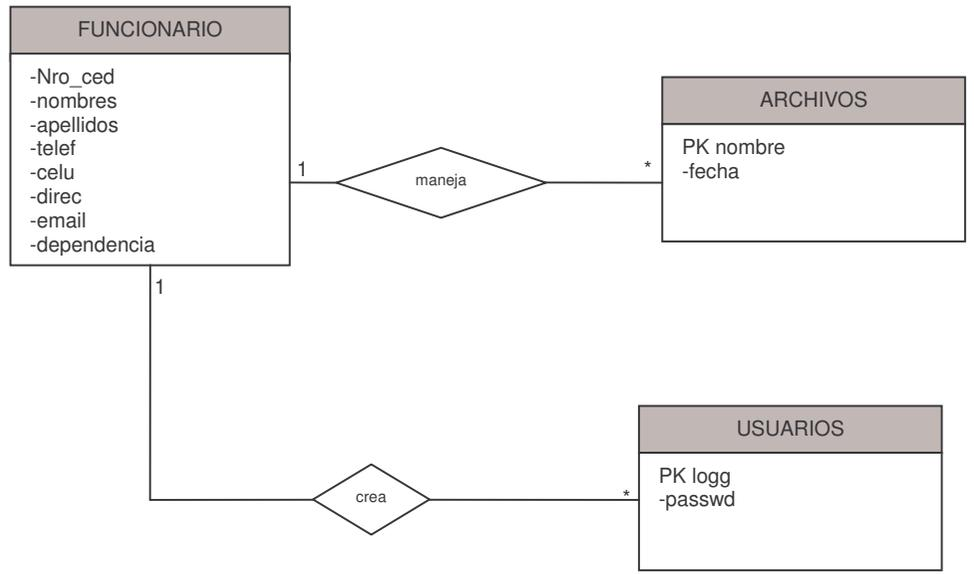 FUNCIONARIO
-Nro_ced
-nombres
-apellidos
-telef
-celu
-direc
-email
-dependencia
1
maneja
*
ARCHIVOS
PK nombre
-fecha
1
crea
*
USUARIOS
PK logg
-passwd